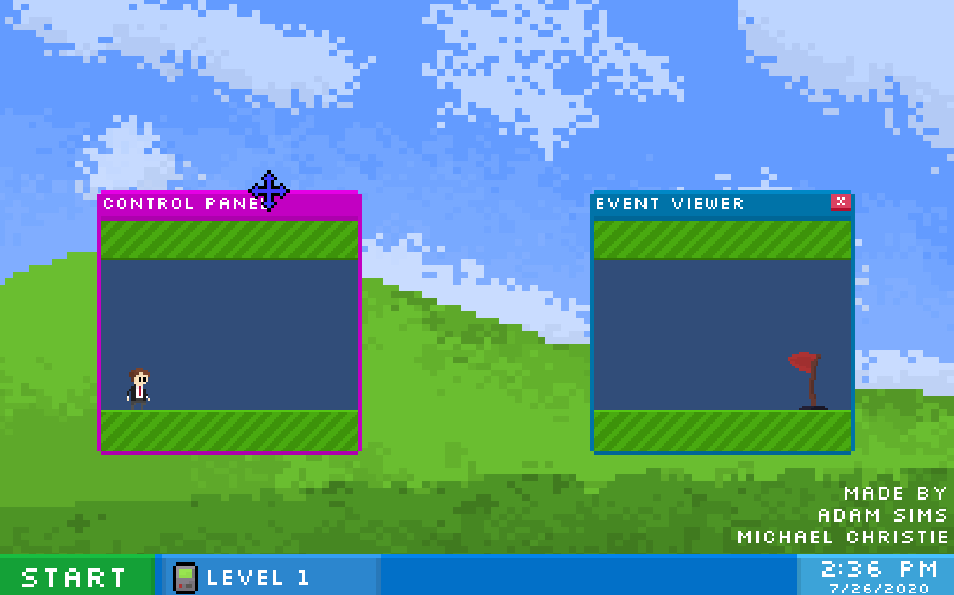 CONTROL PANEL
EVENT VIEWER
MADE BY
ADAM SIMS
MICHAEL CHRISTIE
START
LEVEL 1
2:36 PM
7/26/2020